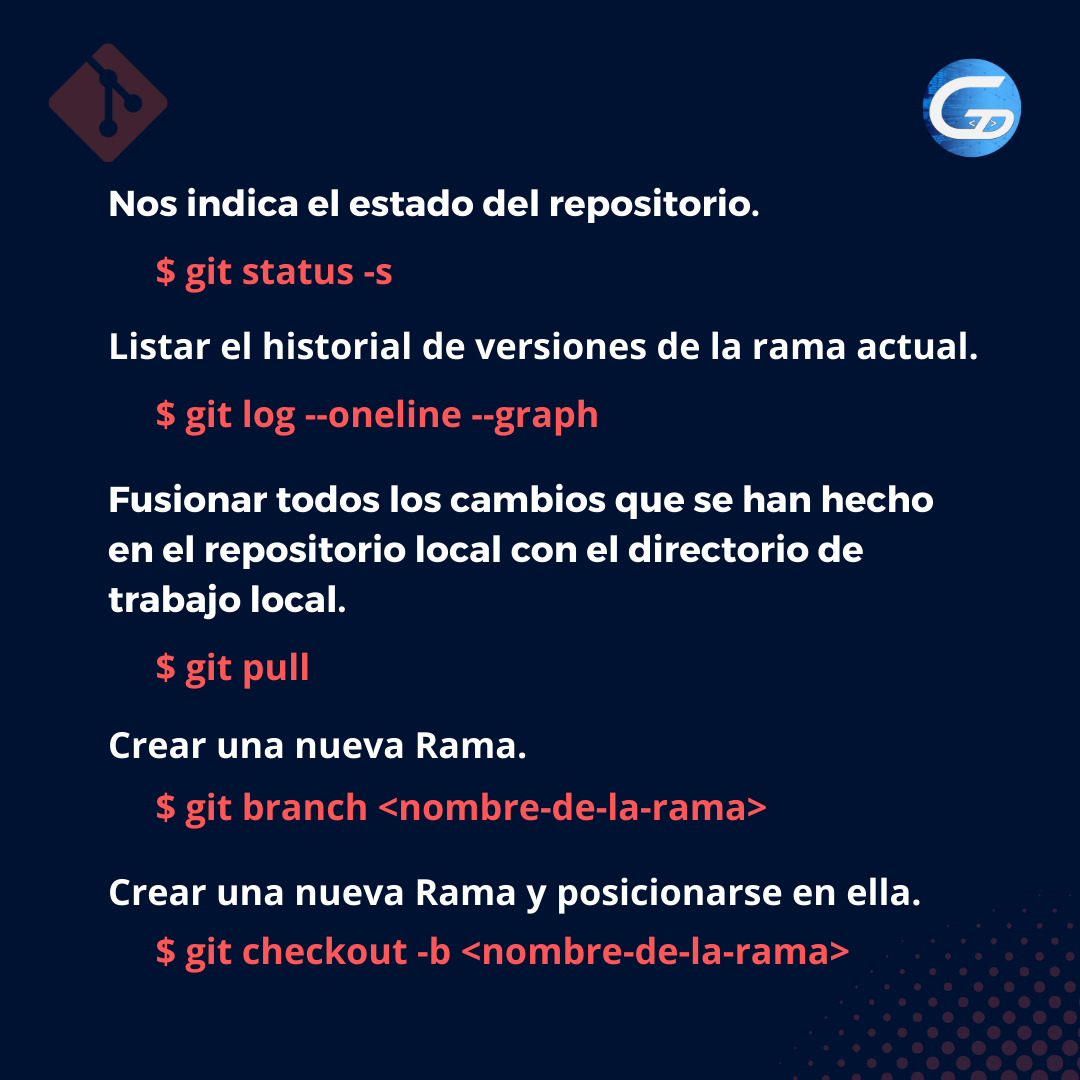 Nos indica el estado del repositorio.
$ git status -s
Listar el historial de versiones de la rama actual.
$ git log --oneline --graph
Fusionar todos los cambios que se han hecho
en el repositorio local con el directorio de
trabajo local.
$ git pull
Crear una nueva Rama.
$ git branch <nombre-de-la-rama>
Crear una nueva Rama y posicionarse en ella.
$ git checkout -b <nombre-de-la-rama>